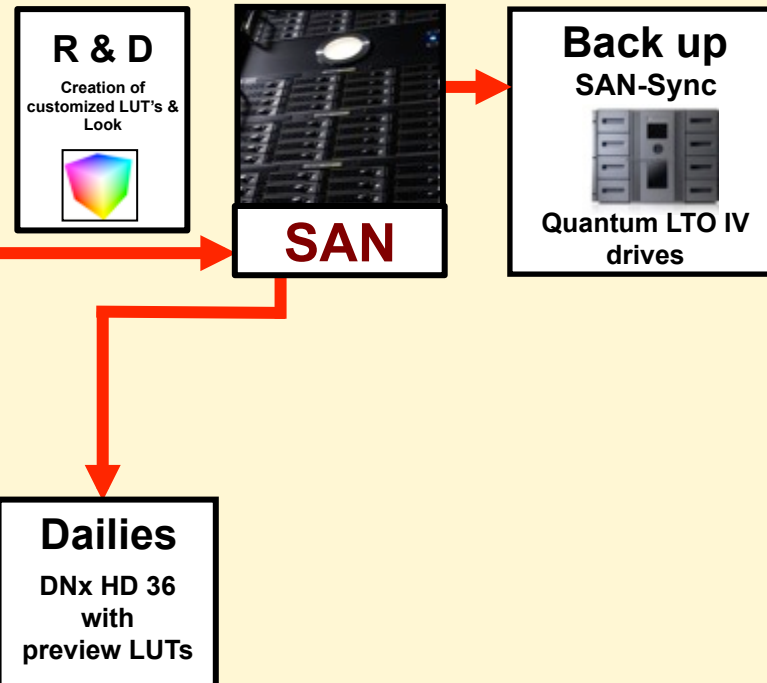 R & D
Creation of
customized LUT's &
Look
SAN
Back up
SAN-Sync
Quantum LTO IV
drives
Dailies
DNx HD 36
with
preview LUTs